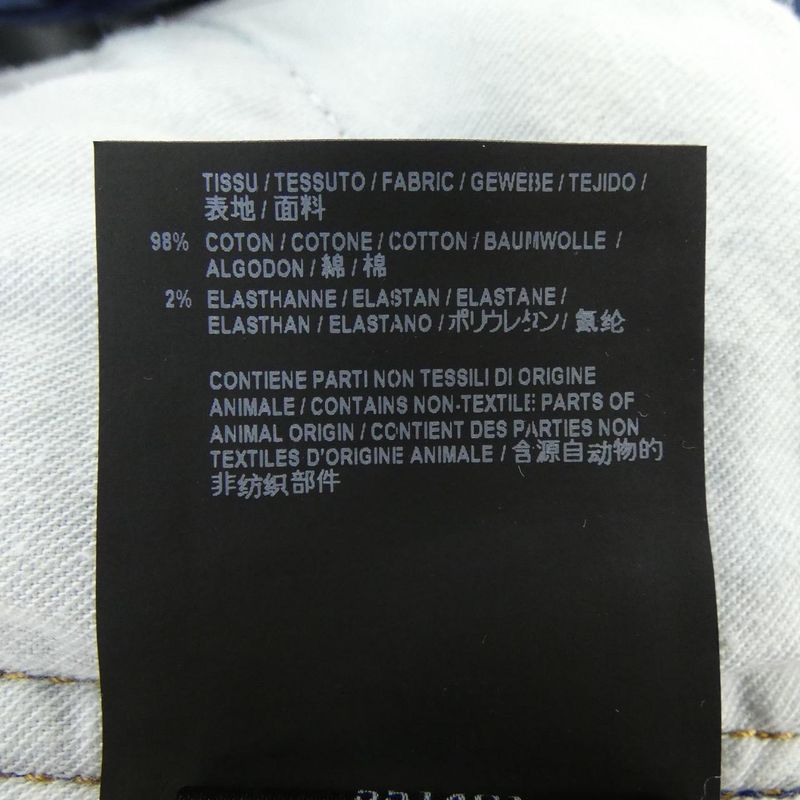 TISSU / TESSUTO / FABRIC / GEWEBE / TEJIDO /
表地 / 面料
98% COTON / COTONE / COTTON / BAUMWOLLE /
ALGODON / 綿 / 棉
2% ELASTHANNE / ELASTAN / ELASTANE /
ELASTHAN / ELASTANO / ポリウレタン / 氨纶
CONTIENE PARTI NON TESSILI DI ORIGINE
ANIMALE / CONTAINS NON-TEXTILE PARTS OF
ANIMAL ORIGIN / CONTIENT DES PARTIES NON
TEXTILES D'ORIGINE ANIMALE / 含源自动物的
非纺织部件